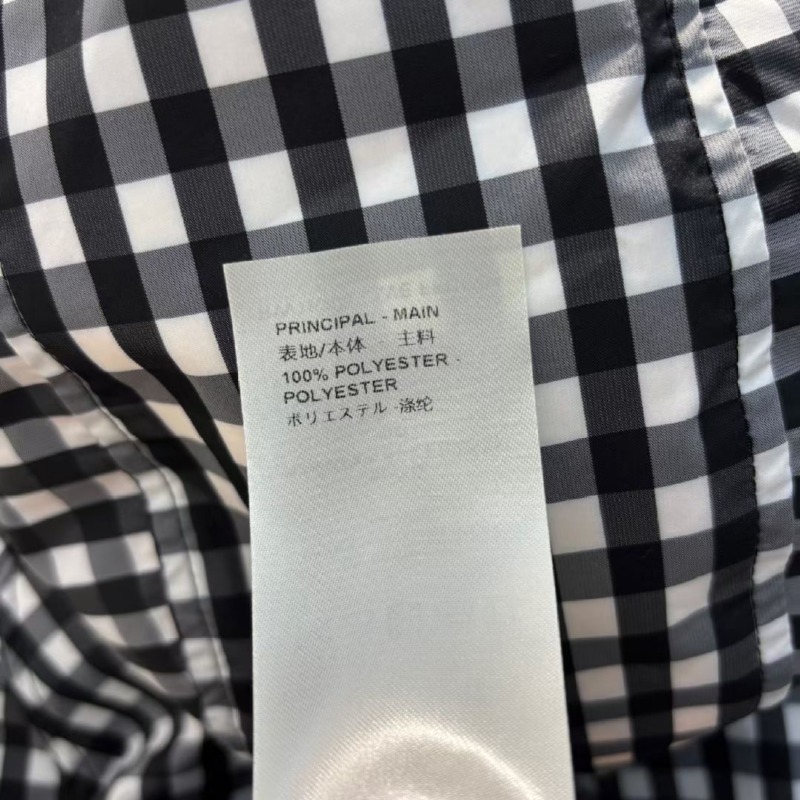 PRINCIPAL - MAIN
表地/本体 - 主料
100% POLYESTER -
POLYESTER
ポリエステル -涤纶